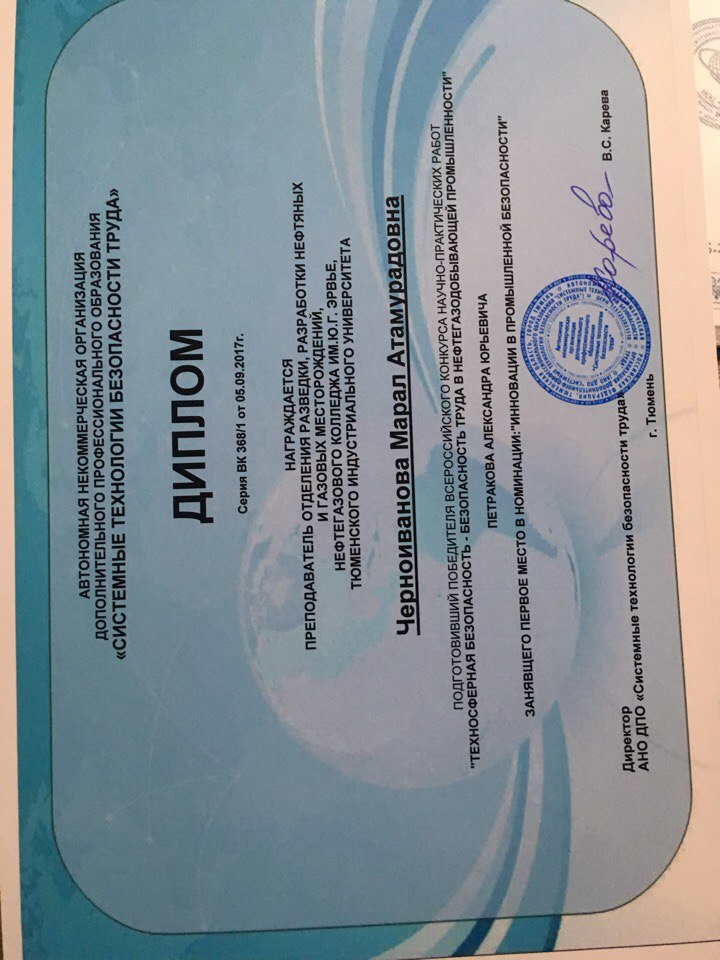 АВТОНОМНАЯ НЕКОММЕРЧЕСКАЯ ОРГАНИЗАЦИЯ
ДОПОЛНИТЕЛЬНОГО ПРОФЕССИОНАЛЬНОГО ОБРАЗОВАНИЯ
«СИСТЕМНЫЕ ТЕХНОЛОГИИ БЕЗОПАСНОСТИ ТРУДА»
ДИПЛОМ
Серия ВК 368/1 от 05.09.2017г.
НАГРАЖДАЕТСЯ
ПРЕПОДАВАТЕЛЬ ОТДЕЛЕНИЯ РАЗВЕДКИ, РАЗРАБОТКИ НЕФТЯНЫХ
И ГАЗОВЫХ МЕСТОРОЖДЕНИЙ,
НЕФТЕГАЗОВОГО КОЛЛЕДЖА ИМ.Ю.Г. ЭРВЬЕ,
ТЮМЕНСКОГО ИНДУСТРИАЛЬНОГО УНИВЕРСИТЕТА
Черноиванова Марал Атамурадовна
ПОДГОТОВИВШИЙ ПОБЕДИТЕЛЯ ВСЕРОССИЙСКОГО КОНКУРСА НАУЧНО-ПРАКТИЧЕСКИХ РАБОТ
"ТЕХНОСФЕРНАЯ БЕЗОПАСНОСТЬ - БЕЗОПАСНОСТЬ ТРУДА В НЕФТЕГАЗОДОБЫВАЮЩЕЙ ПРОМЫШЛЕННОСТИ"
ПЕТРАКОВА АЛЕКСАНДРА ЮРЬЕВИЧА
ЗАНЯВЩЕГО ПЕРВОЕ МЕСТО В НОМИНАЦИИ:"ИННОВАЦИИ В ПРОМЫШЛЕННОЙ БЕЗОПАСНОСТИ"
Директор
АНО ДПО «Системные технологии безопасности труда»
В.С. Карева
г. Тюмень